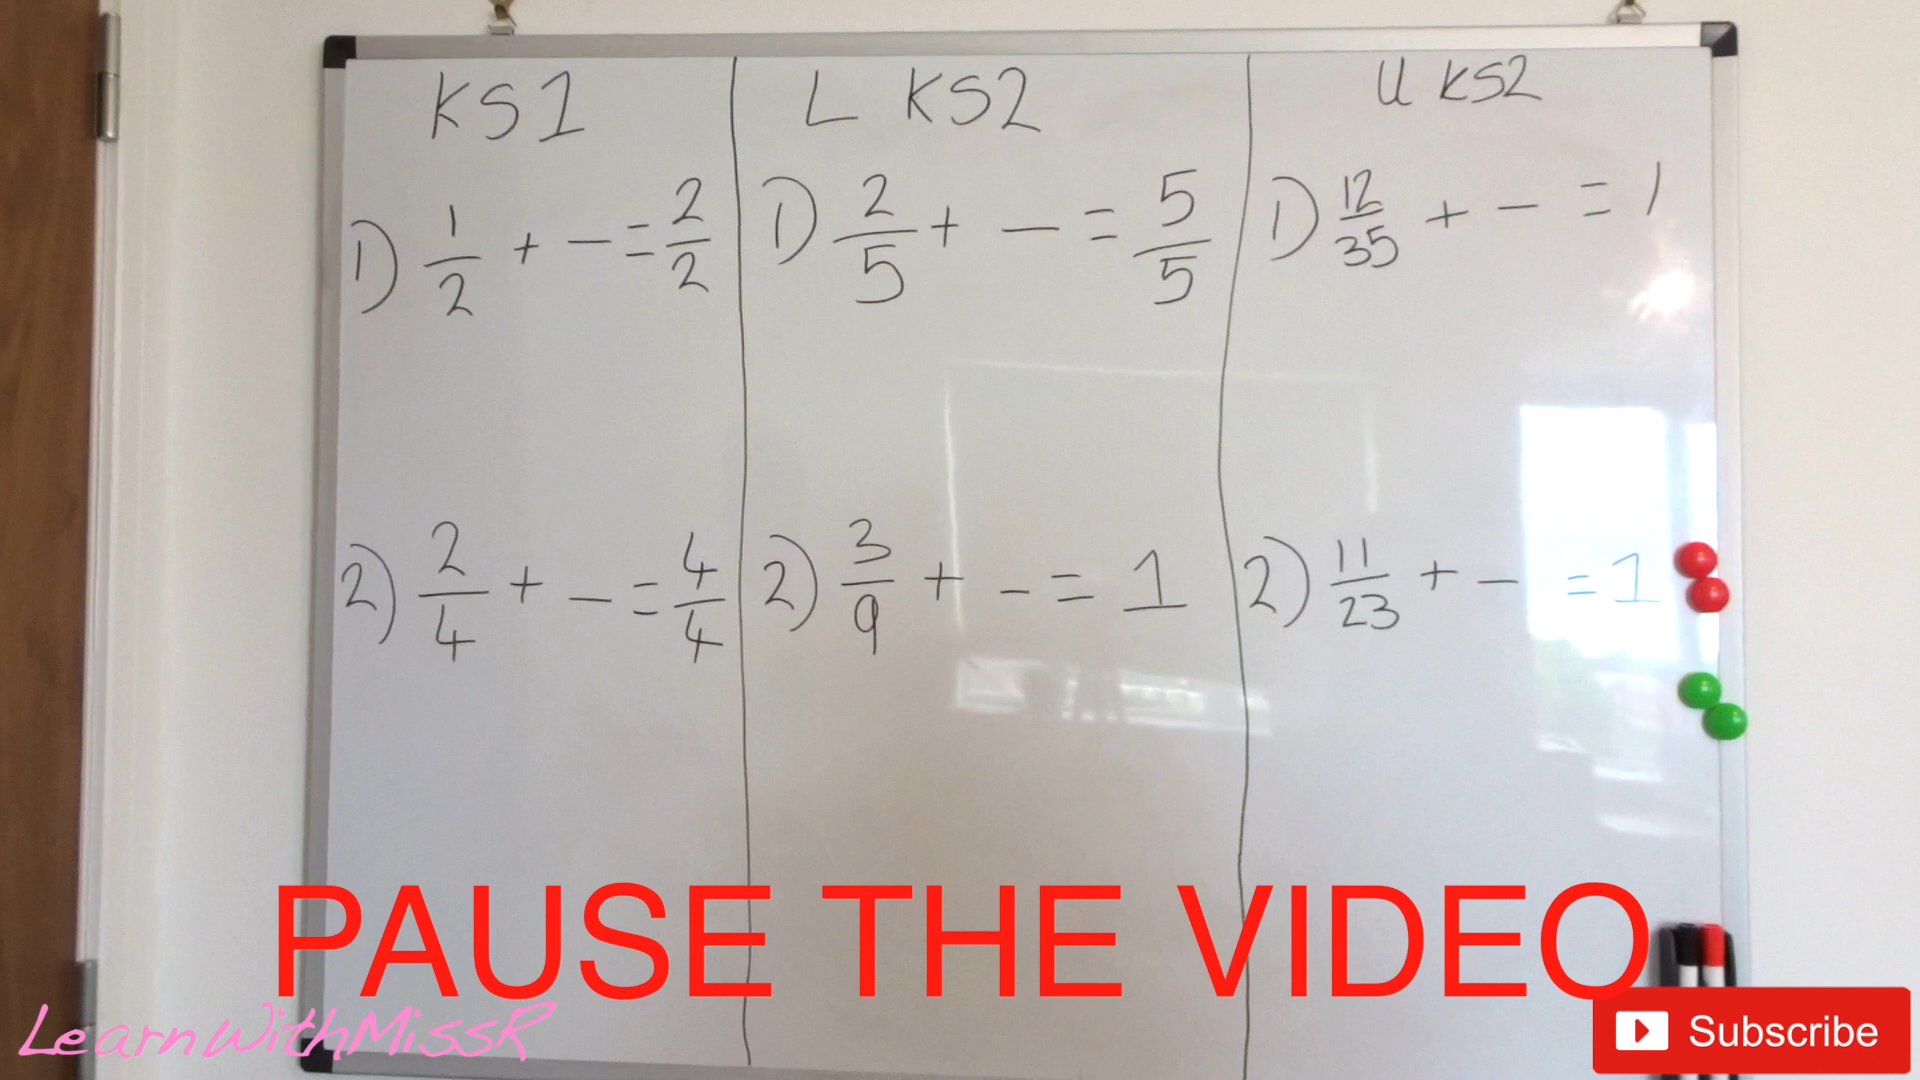 KS1
1) 1/2 + — = 2/2
2) 2/4 + — = 4/4
L KS2
1) 2/5 + — = 5/5
2) 3/9 + — = 1
U KS2
1) 12/35 + — = 1
2) 11/23 + — = 1
PAUSE THE VIDEO
LearnWithMissR
Subscribe